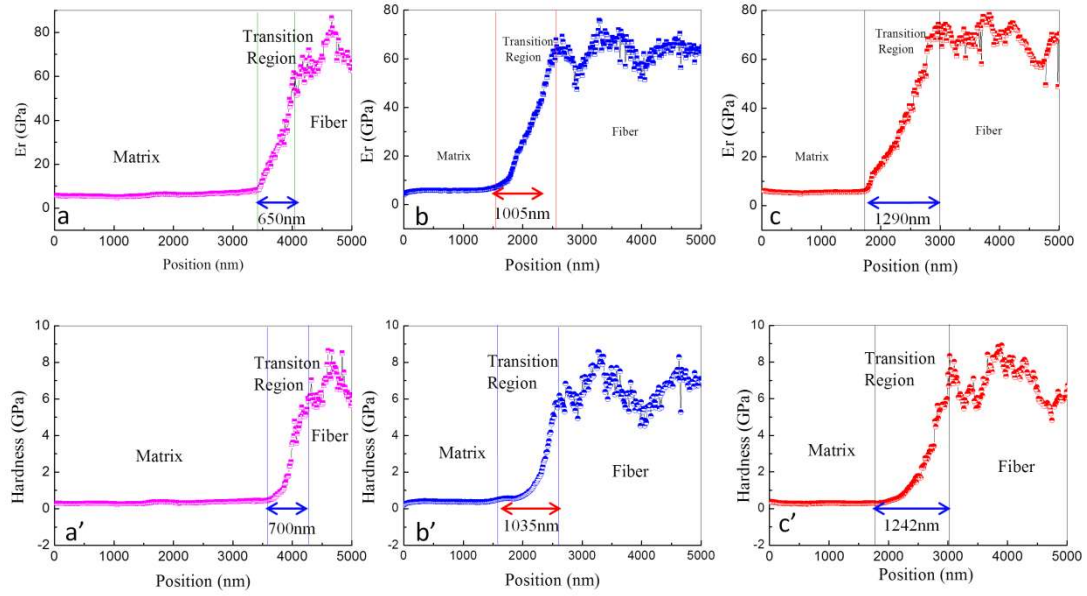 Er (GPa)
100
80
60
40
20
0
Transition
Region
Matrix
Fiber
a
650nm
0 1000 2000 3000 4000 5000
Position (nm)
Er (GPa)
80
60
40
20
0
Transition
Region
Matrix
Fiber
b
1005nm
0 1000 2000 3000 4000 5000
Position (nm)
Er (GPa)
80
60
40
20
0
Transition
Region
Matrix
Fiber
c
1290nm
0 1000 2000 3000 4000 5000
Position (nm)
Hardness (GPa)
10
8
6
4
2
0
-2
Transition
Region
Matrix
Fiber
a’
700nm
0 1000 2000 3000 4000 5000
Position (nm)
Hardness (GPa)
10
8
6
4
2
0
-2
Transition
Region
Matrix
Fiber
b’
1035nm
0 1000 2000 3000 4000 5000
Position (nm)
Hardness (GPa)
10
8
6
4
2
0
-2
Transition
Region
Matrix
Fiber
c’
1242nm
0 1000 2000 3000 4000 5000
Position (nm)